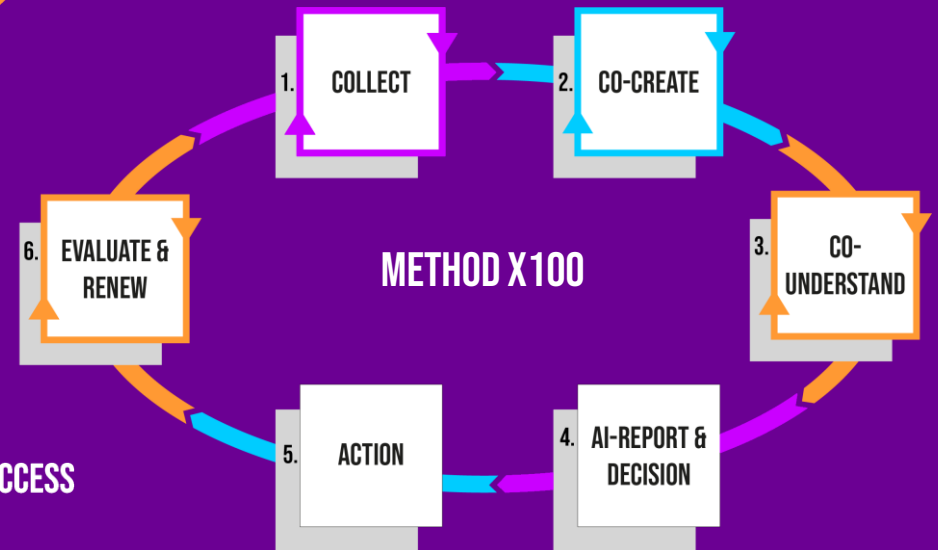 1.
COLLECT
2.
CO-CREATE
3.
CO-
UNDERSTAND
METHOD X100
6.
EVALUATE &
RENEW
4.
AI-REPORT &
DECISION
5.
ACTION
CCESS